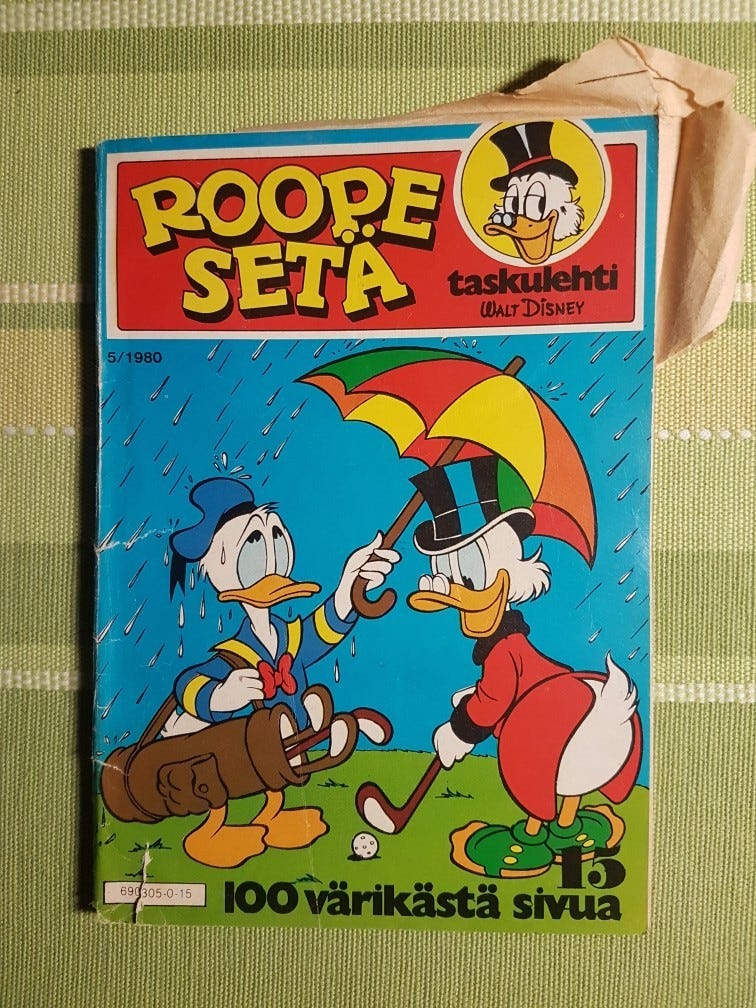 ROOPE
SETÄ
taskulehti
WALT DISNEY
5/1980
15
690305-0-15
100 värikästä sivua